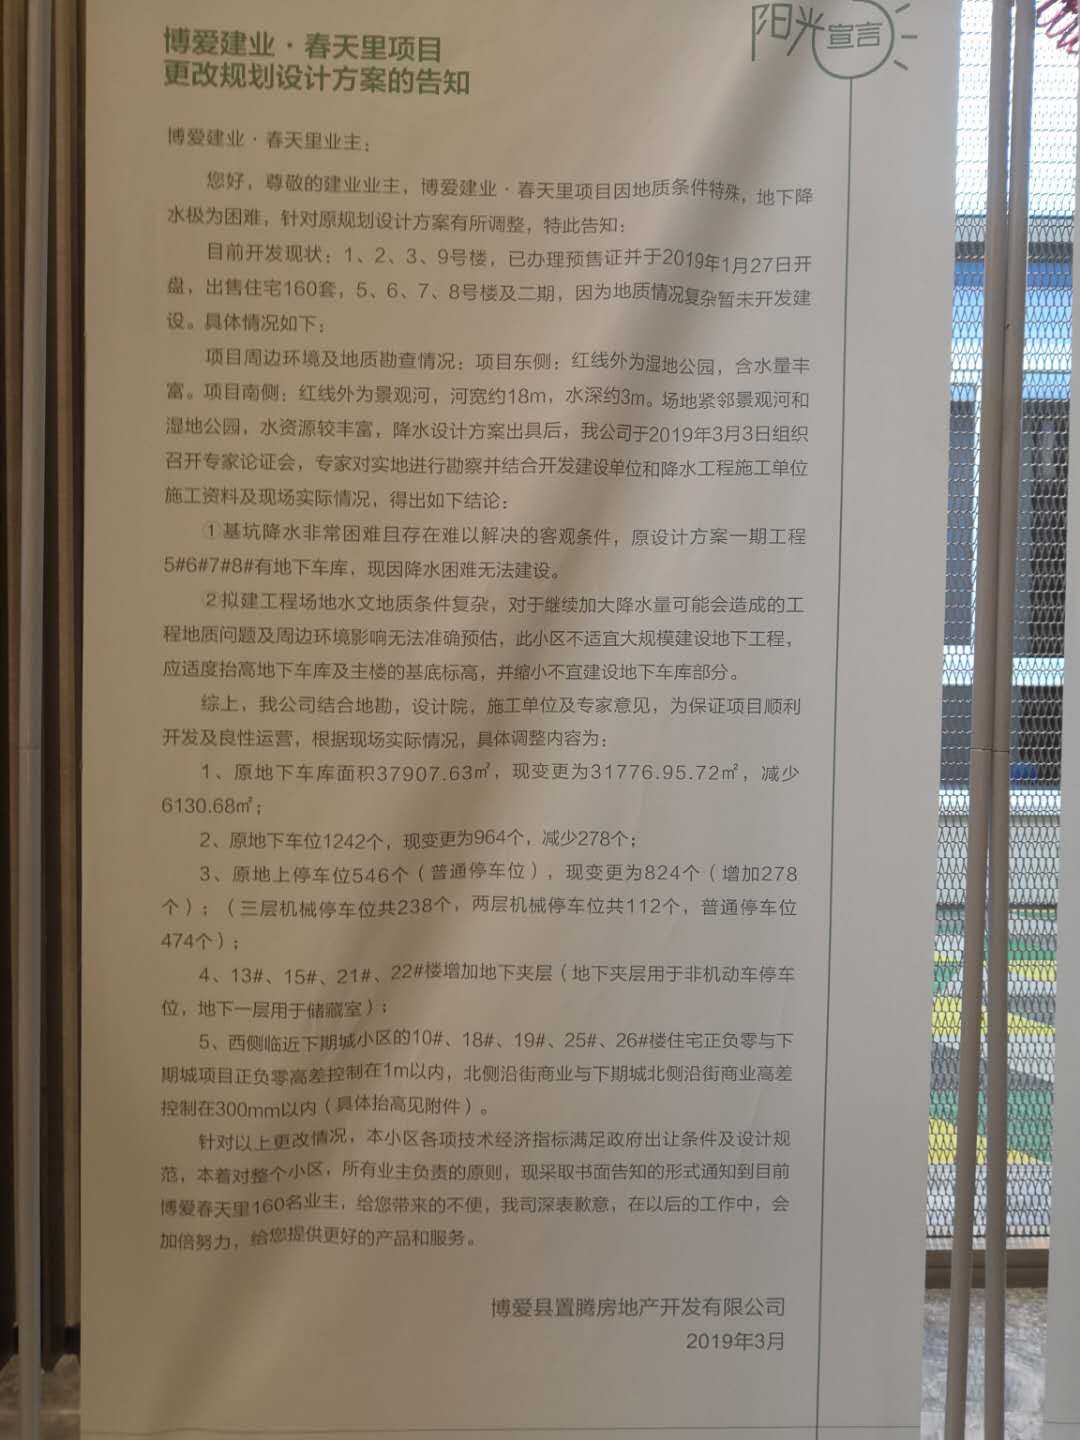 阳光宣言
博爱建业·春天里项目
更改规划设计方案的告知
博爱建业·春天里业主：
您好，尊敬的建业业主，博爱建业·春天里项目因地质条件特殊，地下降
水极为困难，针对原规划设计方案有所调整，特此告知：
目前开发现状：1、2、3、9号楼，已办理预售证并于2019年1月27日开
盘，出售住宅160套，5、6、7、8号楼及二期，因为地质情况复杂暂未开发建
设。具体情况如下：
项目周边环境及地质勘查情况：项目东侧：红线外为湿地公园，含水量丰
富。项目南侧：红线外为景观河，河宽约18m，水深约3m。场地紧邻景观河和
湿地公园，水资源较丰富，降水设计方案出具后，我公司于2019年3月3日组织
召开专家论证会，专家对实地进行勘察并结合开发建设单位和降水工程施工单位
施工资料及现场实际情况，得出如下结论：
①基坑降水非常困难且存在难以解决的客观条件，原设计方案一期工程
5#6#7#8#有地下车库，现因降水困难无法建设。
②拟建工程场地水文地质条件复杂，对于继续加大降水量可能会造成的工
程地质问题及周边环境影响无法准确预估，此小区不适宜大规模建设地下工程，
应适度抬高地下车库及主楼的基底标高，并缩小不宜建设地下车库部分。
综上，我公司结合地勘，设计院，施工单位及专家意见，为保证项目顺利
开发及良性运营，根据现场实际情况，具体调整内容为：
1、原地下车库面积37907.63㎡，现变更为31776.95.72㎡，减少
6130.68㎡；
2、原地下车位1242个，现变更为964个，减少278个；
3、原地上停车位546个（普通停车位），现变更为824个（增加278
个）；（三层机械停车位共238个，两层机械停车位共112个，普通停车位
474个）；
4、13#、15#、21#、22#楼增加地下夹层（地下夹层用于非机动车停车
位，地下一层用于储藏室）；
5、西侧临近下期城小区的10#、18#、19#、25#、26#楼住宅正负零与下
期城项目正负零高差控制在1m以内，北侧沿街商业与下期城北侧沿街商业高差
控制在300mm以内（具体抬高见附件）。
针对以上更改情况，本小区各项技术经济指标满足政府出让条件及设计规
范，本着对整个小区，所有业主负责的原则，现采取书面告知的形式通知到目前
博爱春天里160名业主，给您带来的不便，我司深表歉意，在以后的工作中，会
加倍努力，给您提供更好的产品和服务。
博爱县置腾房地产开发有限公司
2019年3月